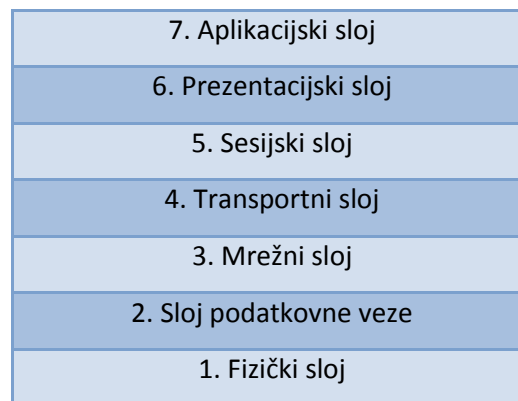 7. Aplikacijski sloj
6. Prezentacijski sloj
5. Sesijski sloj
4. Transportni sloj
3. Mrežni sloj
2. Sloj podatkovne veze
1. Fizički sloj